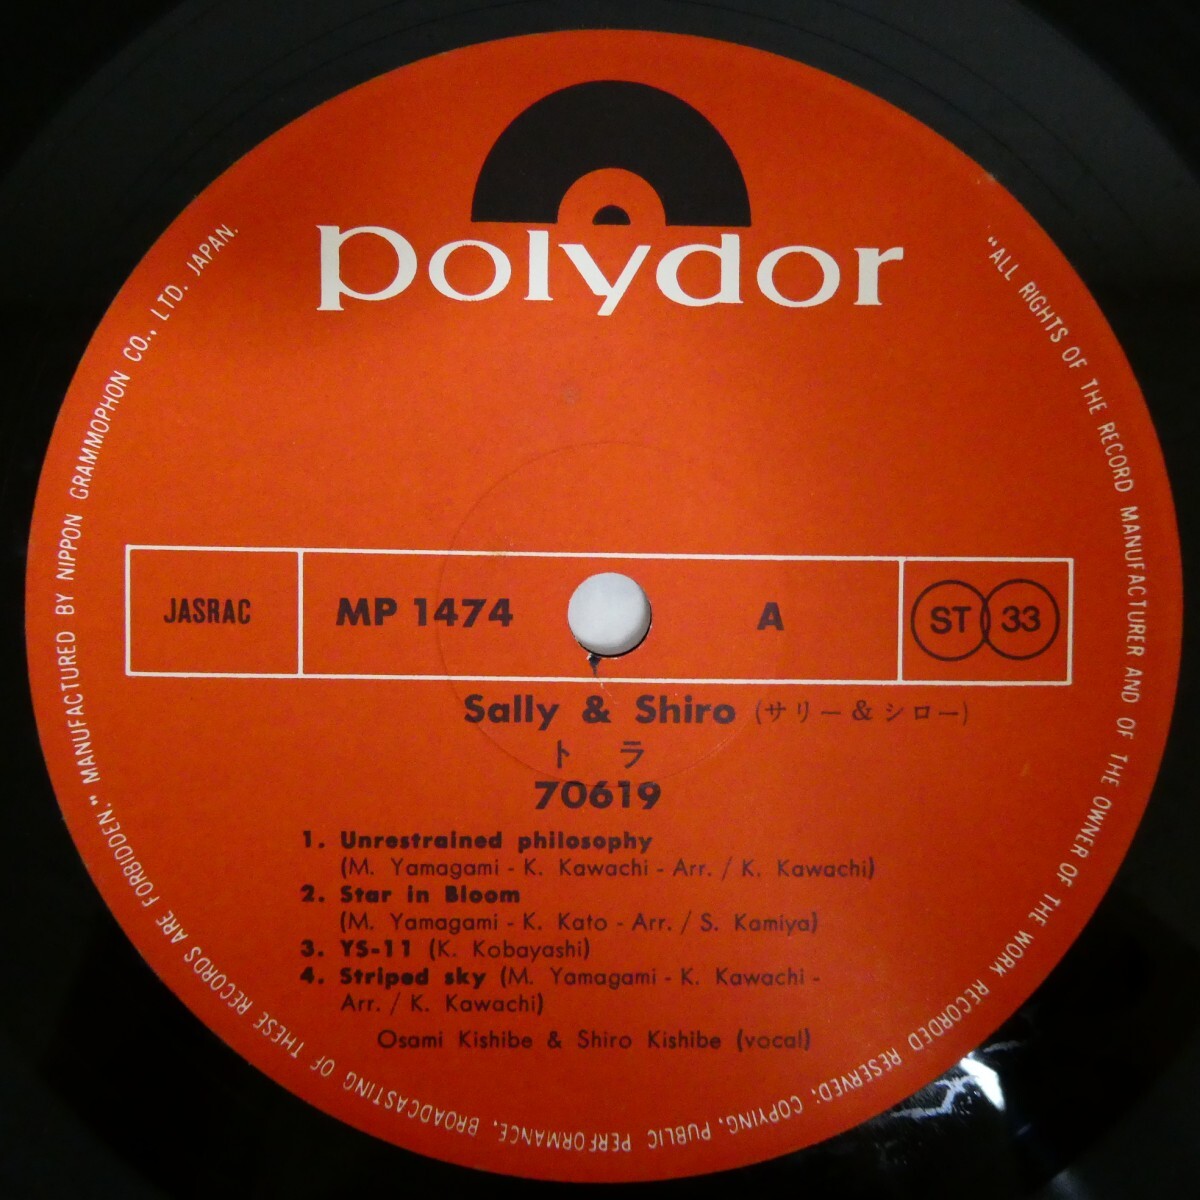 polydor
JASRAC
MP 1474
A
ST 33
Sally & Shiro (サリー&シロー)
トラ
70619
1. Unrestrained philosophy
(M. Yamagami - K. Kawachi - Arr. / K. Kawachi)
2. Star in Bloom
(M. Yamagami - K. Kato - Arr. / S. Kamiya)
3. YS-11 (K. Kobayashi)
4. Striped sky (M. Yamagami - K. Kawachi -
Arr. / K. Kawachi)
Osami Kishibe & Shiro Kishibe (vocal)
"ALL RIGHTS OF THE RECORD MANUFACTURER AND OF THE OWNER OF THE WORK RECORDED RESERVED. COPYING, PUBLIC PERFORMANCE, BROADCASTING OF THESE RECORDS ARE FORBIDDEN." MANUFACTURED BY NIPPON GRAMMOPHON CO., LTD. JAPAN.